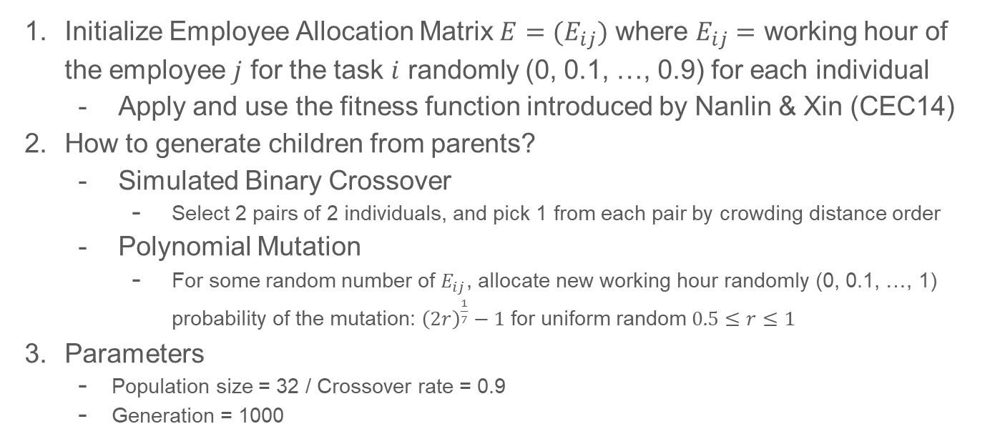 1. Initialize Employee Allocation Matrix E = (E_{ij}) where E_{ij} = working hour of
the employee j for the task i randomly (0, 0.1, …, 0.9) for each individual
- Apply and use the fitness function introduced by Nanlin & Xin (CEC14)
2. How to generate children from parents?
- Simulated Binary Crossover
- Select 2 pairs of 2 individuals, and pick 1 from each pair by crowding distance order
- Polynomial Mutation
- For some random number of E_{ij}, allocate new working hour randomly (0, 0.1, …, 1)
probability of the mutation: (2r)^{1/7} − 1 for uniform random 0.5 ≤ r ≤ 1
3. Parameters
- Population size = 32 / Crossover rate = 0.9
- Generation = 1000